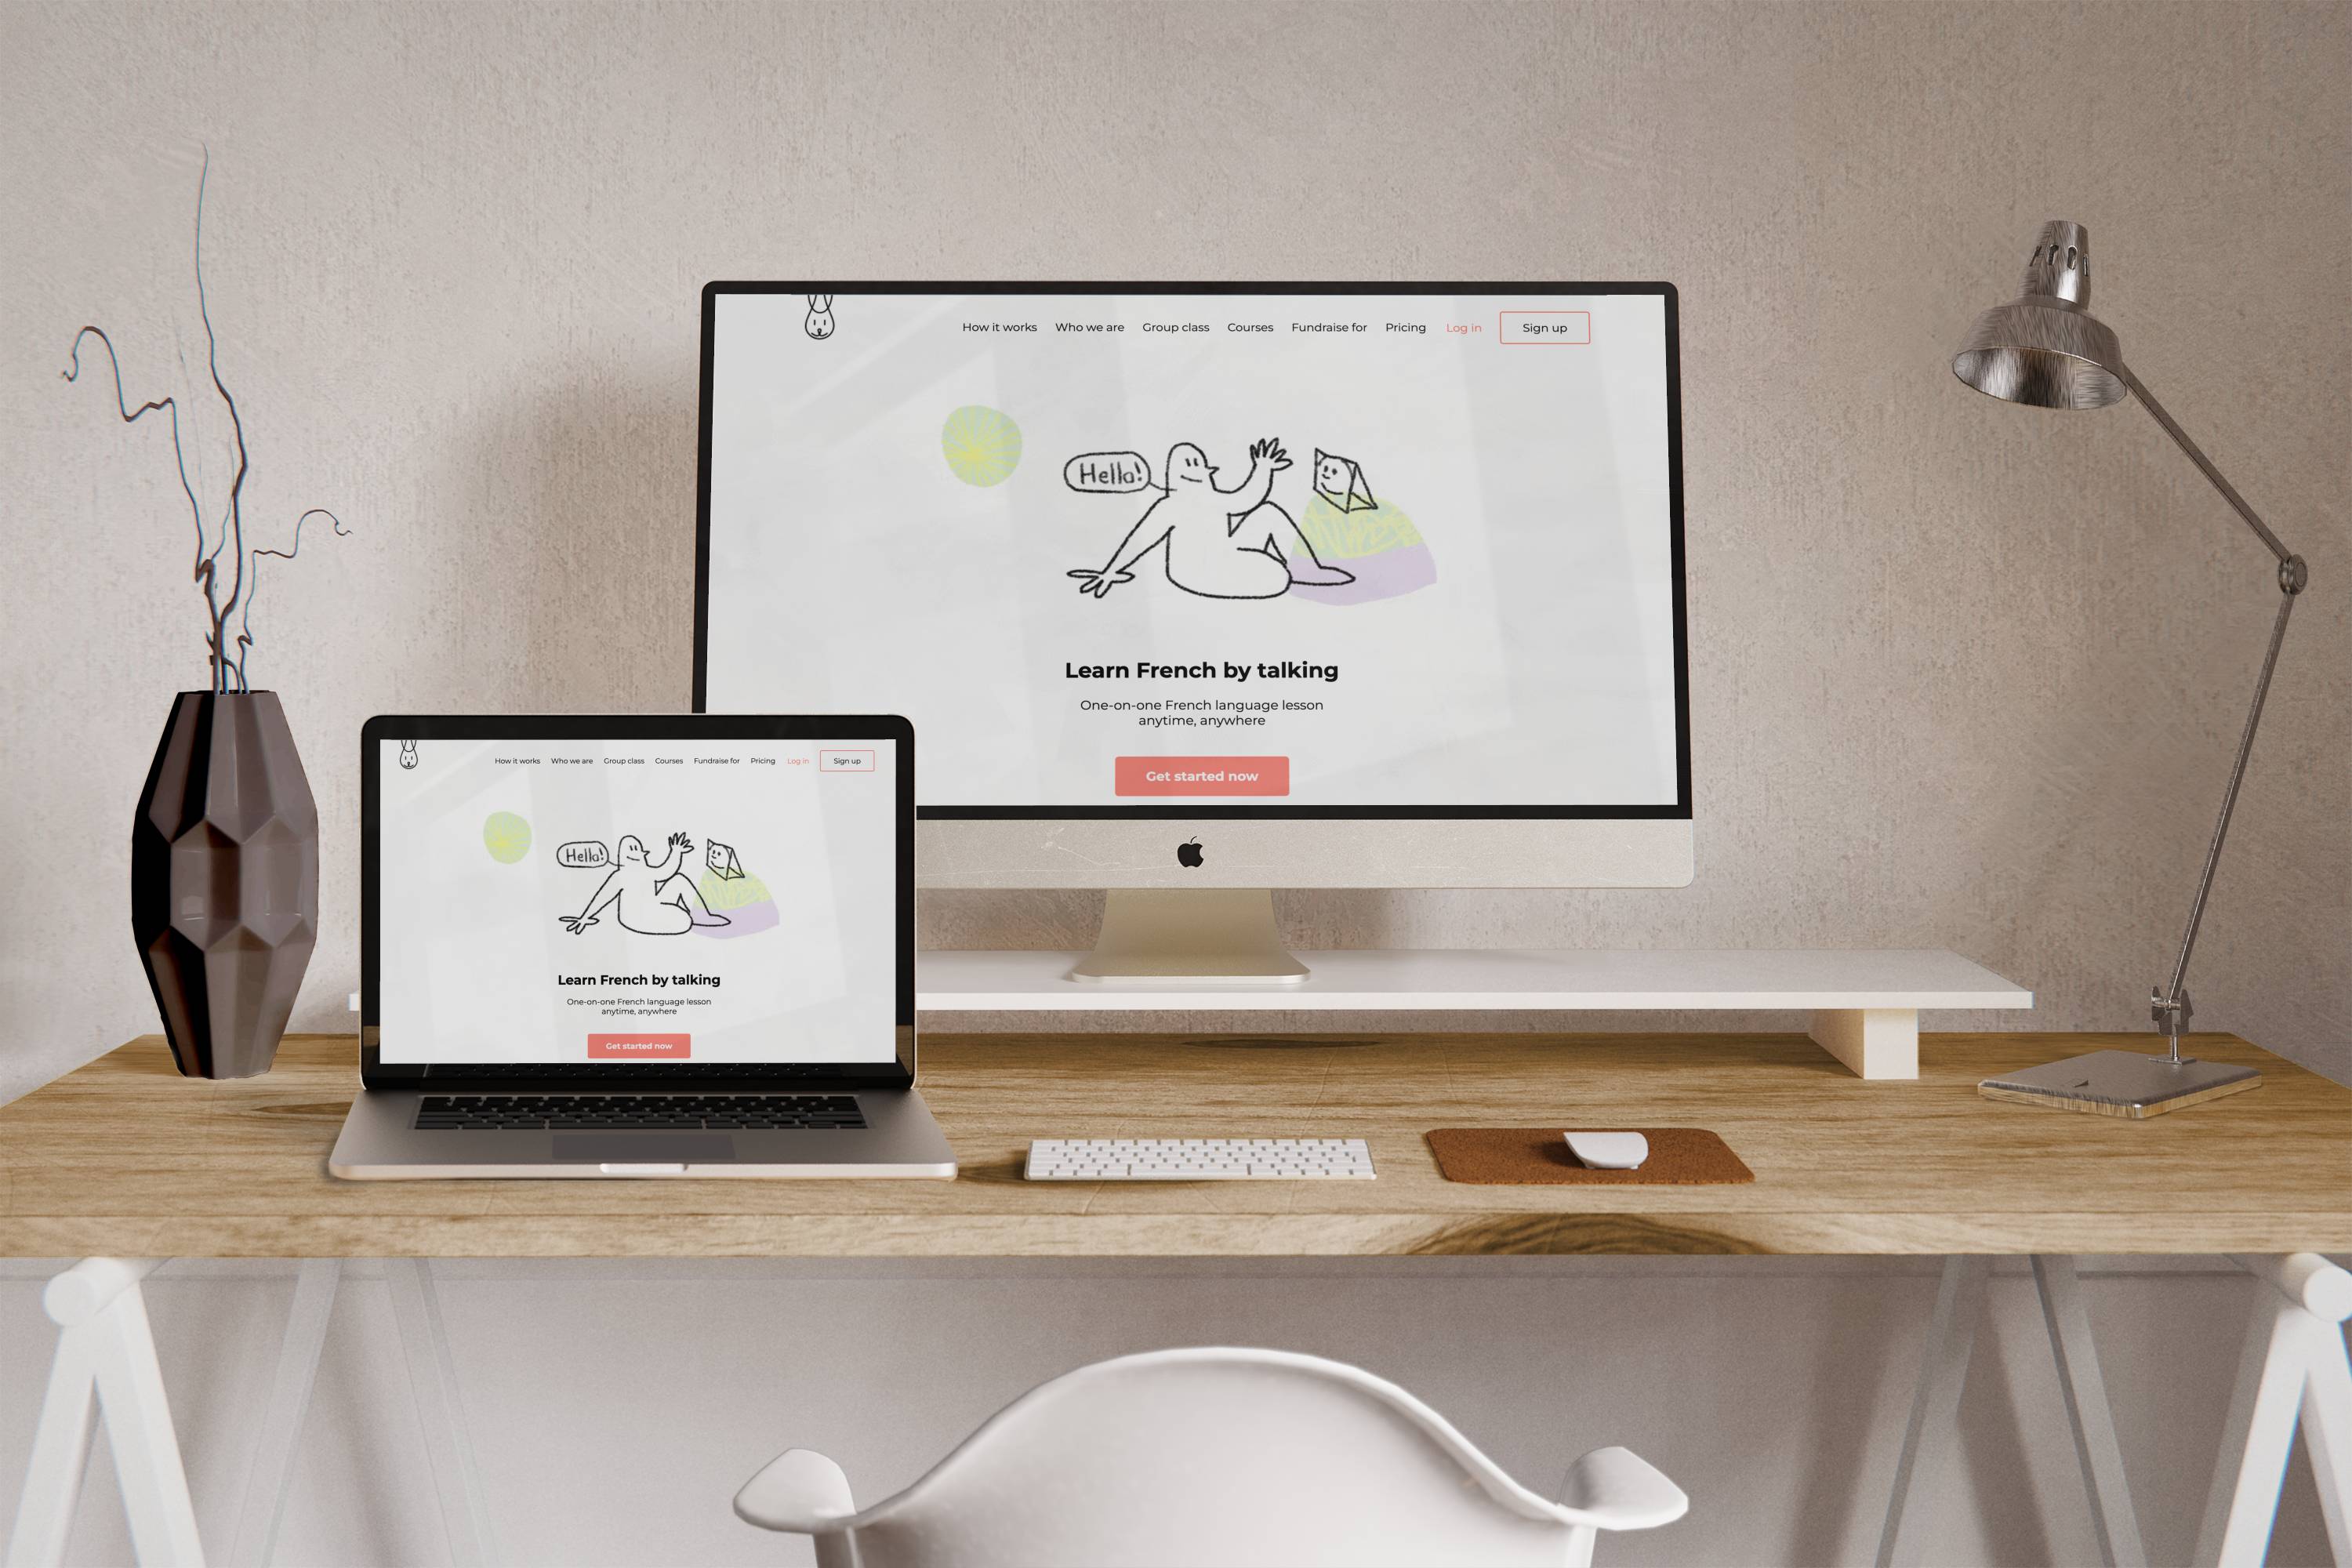 How it works Who we are Group class Courses Fundraise for Pricing Log in Sign up
Hello!
Learn French by talking
One-on-one French language lesson
anytime, anywhere
Get started now
How it works Who we are Group class Courses Fundraise for Pricing Log in Sign up
Hello!
Learn French by talking
One-on-one French language lesson
anytime, anywhere
Get started now